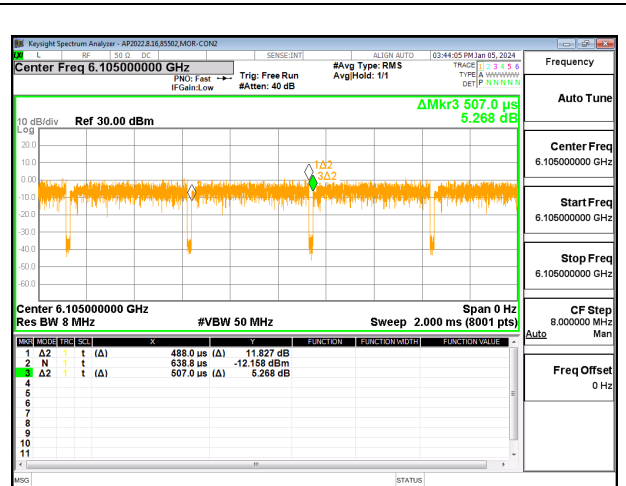 Keysight Spectrum Analyzer - AP2022.8.16,85502,MOR-CON2
L RF 50 Ω DC SENSE:INT ALIGN AUTO 03:44:05 PM Jan 05, 2024
Center Freq 6.105000000 GHz
PNO: Fast
IFGain:Low
Trig: Free Run
#Atten: 40 dB
#Avg Type: RMS
Avg|Hold: 1/1
TRACE 1 2 3 4 5 6
TYPE A WWWWW
DET P N N N N N
ΔMkr3 507.0 µs
5.268 dB
10 dB/div Ref 30.00 dBm
Log
20.0
10.0
0.00
-10.0
-20.0
-30.0
-40.0
-50.0
-60.0
1Δ2
3Δ2
Center 6.105000000 GHz Span 0 Hz
Res BW 8 MHz #VBW 50 MHz Sweep 2.000 ms (8001 pts)
MKR MODE TRC SCL X Y FUNCTION FUNCTION WIDTH FUNCTION VALUE
1 Δ2 1 t (Δ) 488.0 µs (Δ) 11.827 dB
2 N 1 t 638.8 µs -12.158 dBm
3 Δ2 1 t (Δ) 507.0 µs (Δ) 5.268 dB
4
5
6
7
8
9
10
11
MSG STATUS
Frequency
Auto Tune
Center Freq
6.105000000 GHz
Start Freq
6.105000000 GHz
Stop Freq
6.105000000 GHz
CF Step
8.000000 MHz
Auto Man
Freq Offset
0 Hz